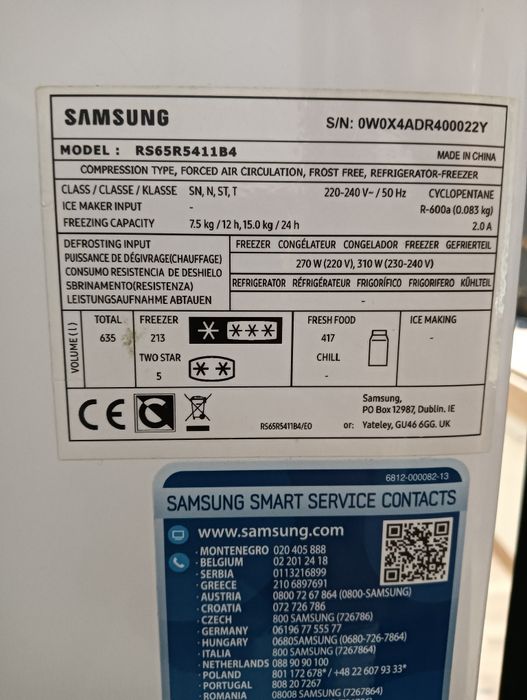 SAMSUNG
S/N: 0W0X4ADR400022Y
MODEL : RS65R5411B4
MADE IN CHINA
COMPRESSION TYPE, FORCED AIR CIRCULATION, FROST FREE, REFRIGERATOR-FREEZER
CLASS / CLASSE / KLASSE SN, N, ST, T 220-240 V~ / 50 Hz CYCLOPENTANE
ICE MAKER INPUT - R-600a (0.083 kg)
FREEZING CAPACITY 7.5 kg / 12 h, 15.0 kg / 24 h 2.0 A
DEFROSTING INPUT
PUISSANCE DE DÉGIVRAGE(CHAUFFAGE)
CONSUMO RESISTENCIA DE DESHIELO
SBRINAMENTO(RESISTENZA)
LEISTUNGSAUFNAHME ABTAUEN
FREEZER CONGÉLATEUR CONGELADOR FREEZER GEFRIERTEIL
270 W (220 V), 310 W (230-240 V)
REFRIGERATOR RÉFRIGÉRATEUR FRIGORÍFICO FRIGORIFERO KÜHLTEIL
-
VOLUME ( l )
TOTAL
635
FREEZER
213
TWO STAR
5
FRESH FOOD
417
CHILL
-
ICE MAKING
-
CE
RS65R5411B4/EO
Samsung,
PO Box 12987, Dublin. IE
or: Yateley, GU46 6GG. UK
6812-000082-13
SAMSUNG SMART SERVICE CONTACTS
www.samsung.com
· MONTENEGRO 020 405 888
· BELGIUM 02 201 24 18
· SERBIA 0113216899
· GREECE 210 6897691
· AUSTRIA 0800 72 67 864 (0800-SAMSUNG)
· CROATIA 072 726 786
· CZECH 800 SAMSUNG (726786)
· GERMANY 06196 77 555 77
· HUNGARY 0680SAMSUNG (0680-726-7864)
· ITALIA 800 SAMSUNG (7267864)
· NETHERLANDS 088 90 90 100
· POLAND 801 172 678* / +48 22 607 93 33*
· PORTUGAL 808 20 7267
· ROMANIA 08008 SAMSUNG (7267864)